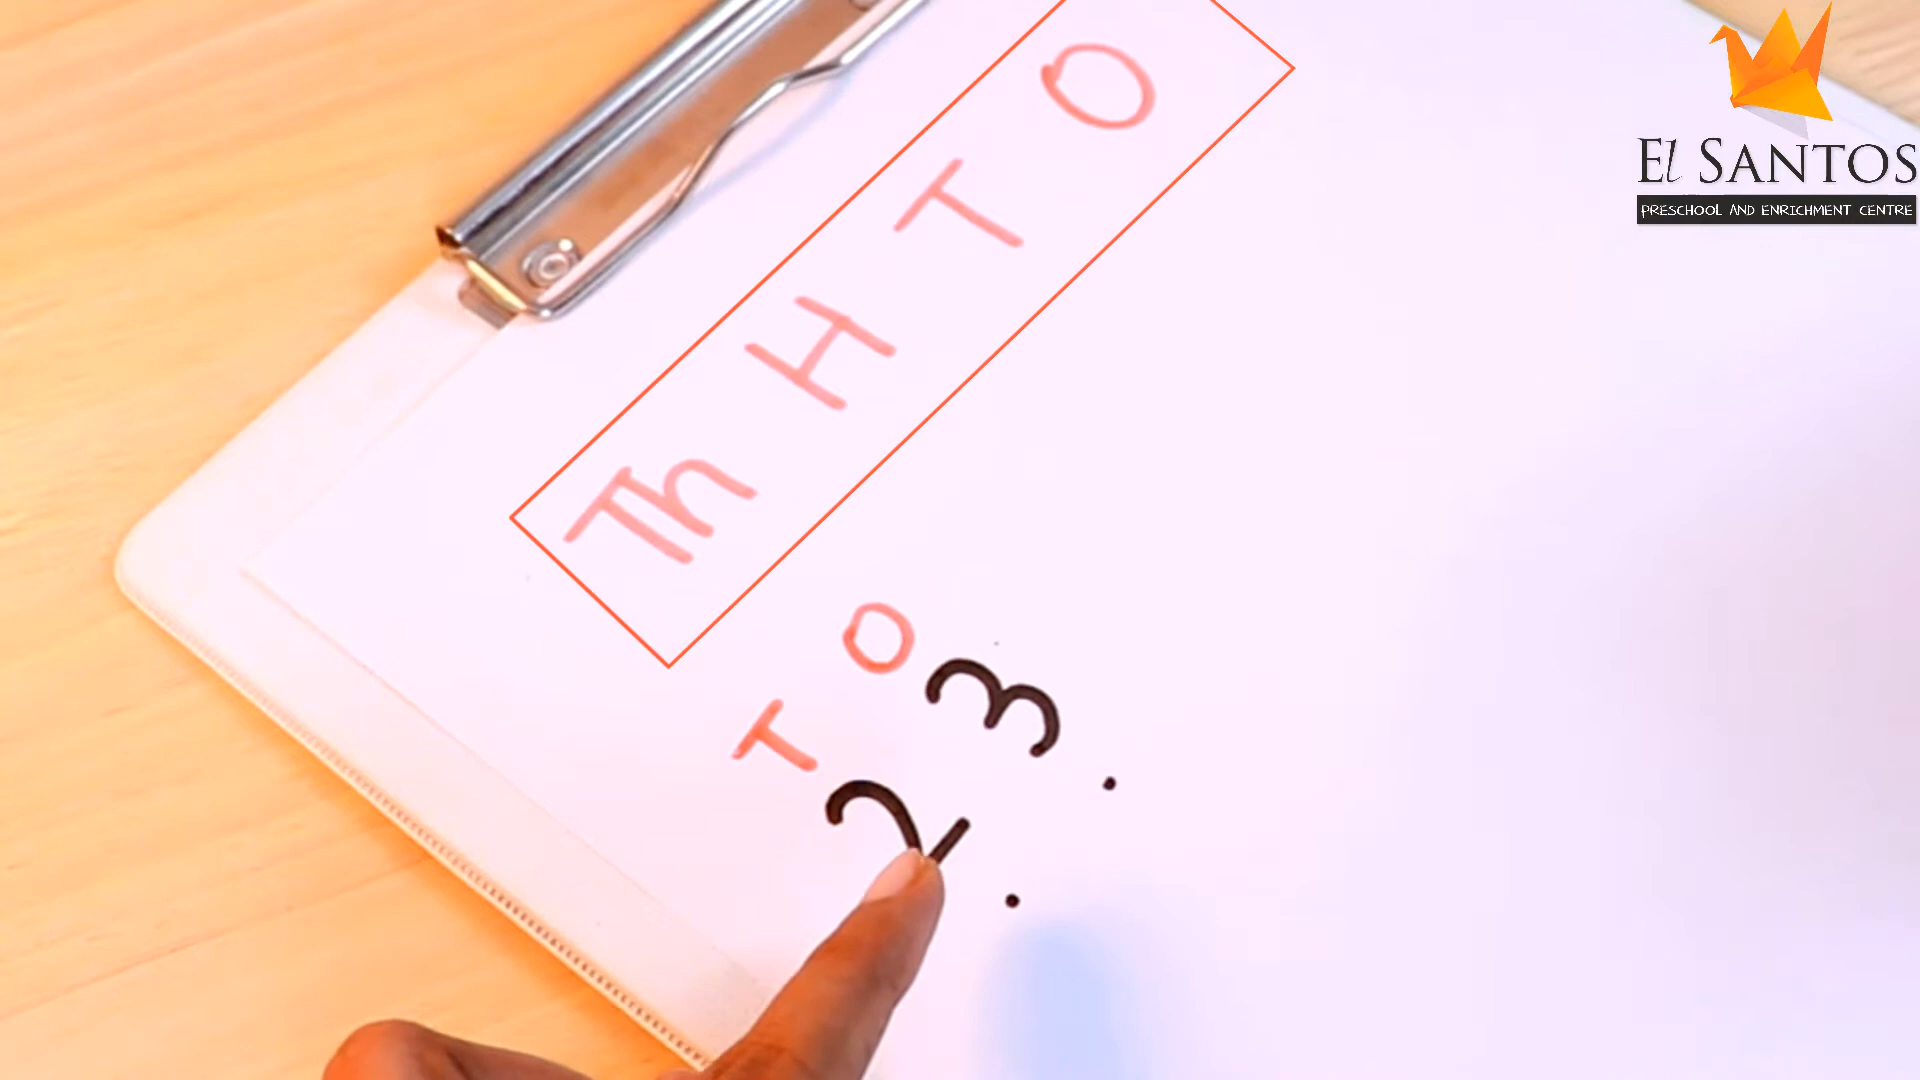 Th H T O
T O
2 3
El SANTOS
PRESCHOOL AND ENRICHMENT CENTRE